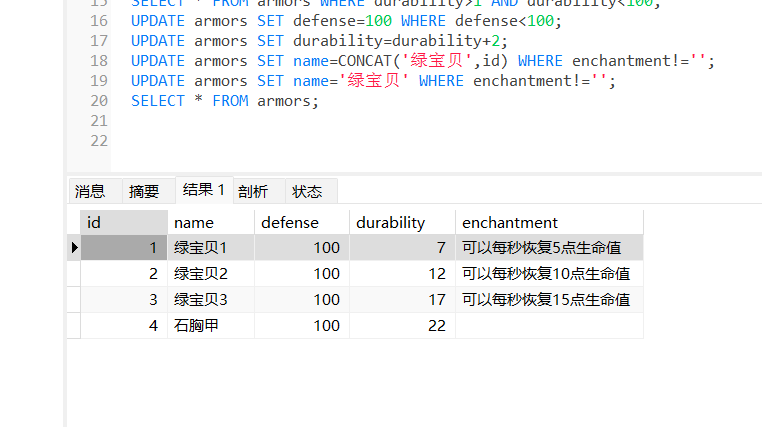 15 SELECT * FROM armors WHERE durability>1 AND durability<100;
16 UPDATE armors SET defense=100 WHERE defense<100;
17 UPDATE armors SET durability=durability+2;
18 UPDATE armors SET name=CONCAT('绿宝贝',id) WHERE enchantment!='';
19 UPDATE armors SET name='绿宝贝' WHERE enchantment!='';
20 SELECT * FROM armors;
21
22
消息 摘要 结果 1 剖析 状态
id name defense durability enchantment
1 绿宝贝1 100 7 可以每秒恢复5点生命值
2 绿宝贝2 100 12 可以每秒恢复10点生命值
3 绿宝贝3 100 17 可以每秒恢复15点生命值
4 石胸甲 100 22